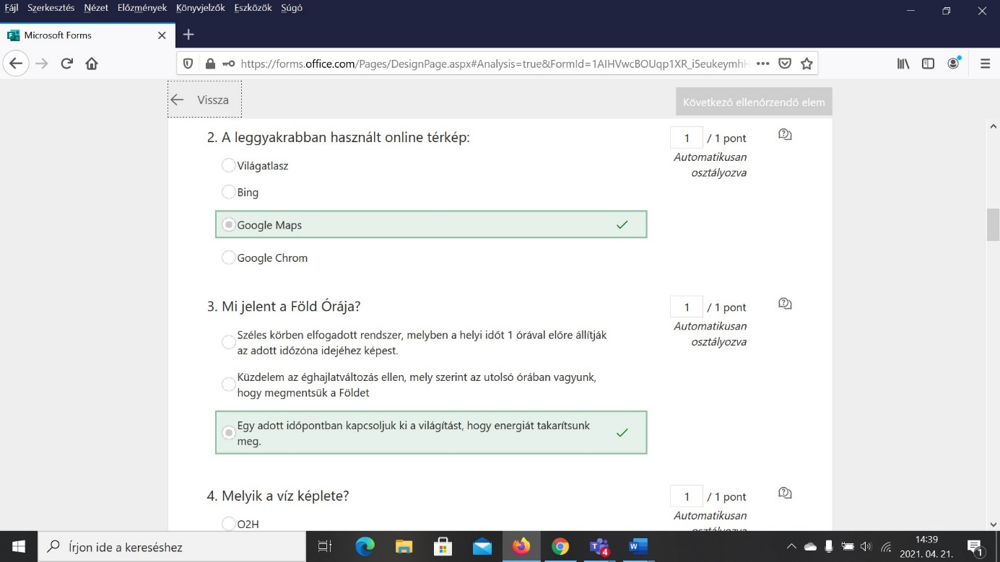 Fájl Szerkesztés Nézet Előzmények Könyvjelzők Eszközök Súgó
Microsoft Forms
https://forms.office.com/Pages/DesignPage.aspx#Analysis=true&FormId=1AIHVwcBOUqp1XR_i5eukeymhH
Vissza
Következő ellenőrzendő elem
2. A leggyakrabban használt online térkép:
1 / 1 pont
Automatikusan
osztályozva
Világatlasz
Bing
Google Maps
Google Chrom
3. Mi jelent a Föld Órája?
1 / 1 pont
Automatikusan
osztályozva
Széles körben elfogadott rendszer, melyben a helyi időt 1 órával előre állítják
az adott időzóna idejéhez képest.
Küzdelem az éghajlatváltozás ellen, mely szerint az utolsó órában vagyunk,
hogy megmentsük a Földet
Egy adott időpontban kapcsoljuk ki a világítást, hogy energiát takarítsunk
meg.
4. Melyik a víz képlete?
1 / 1 pont
Automatikusan
osztályozva
O2H
Írjon ide a kereséshez
4
14:39
2021. 04. 21.
1